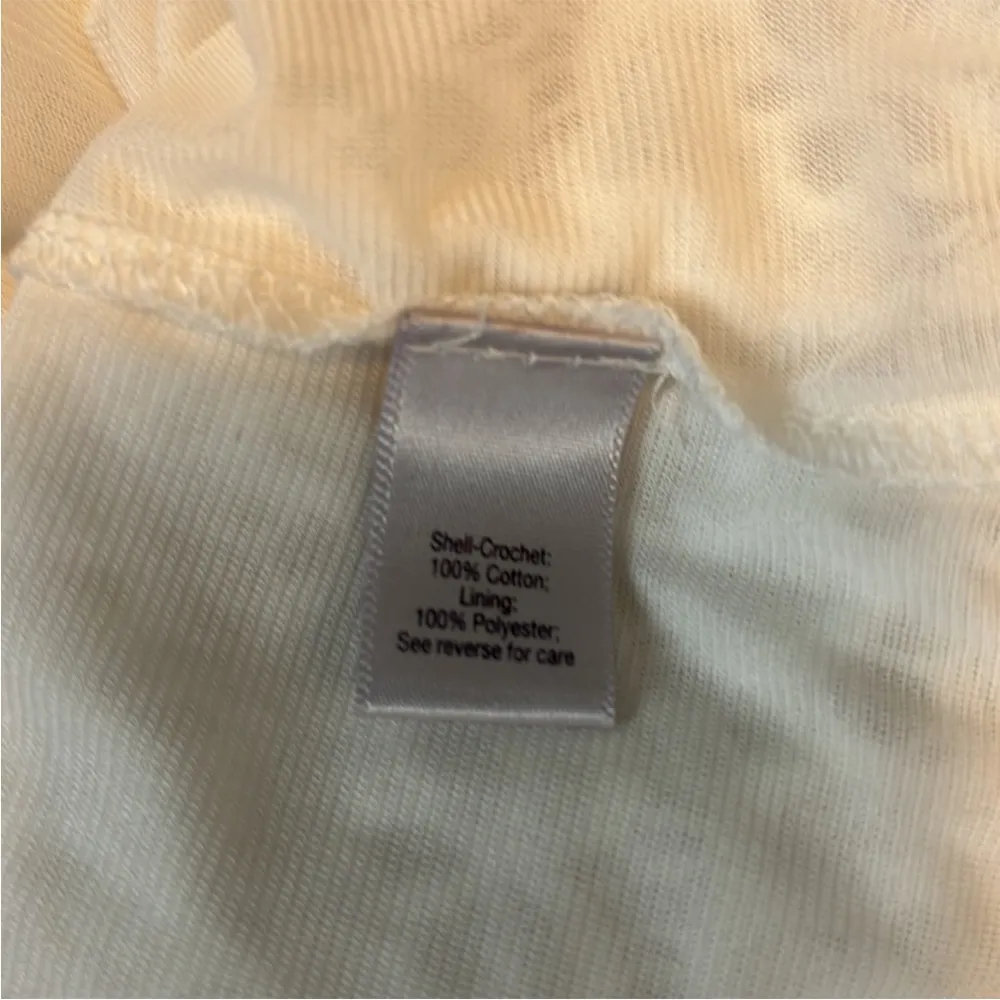 Shell-Crochet:
100% Cotton;
Lining:
100% Polyester;
See reverse for care